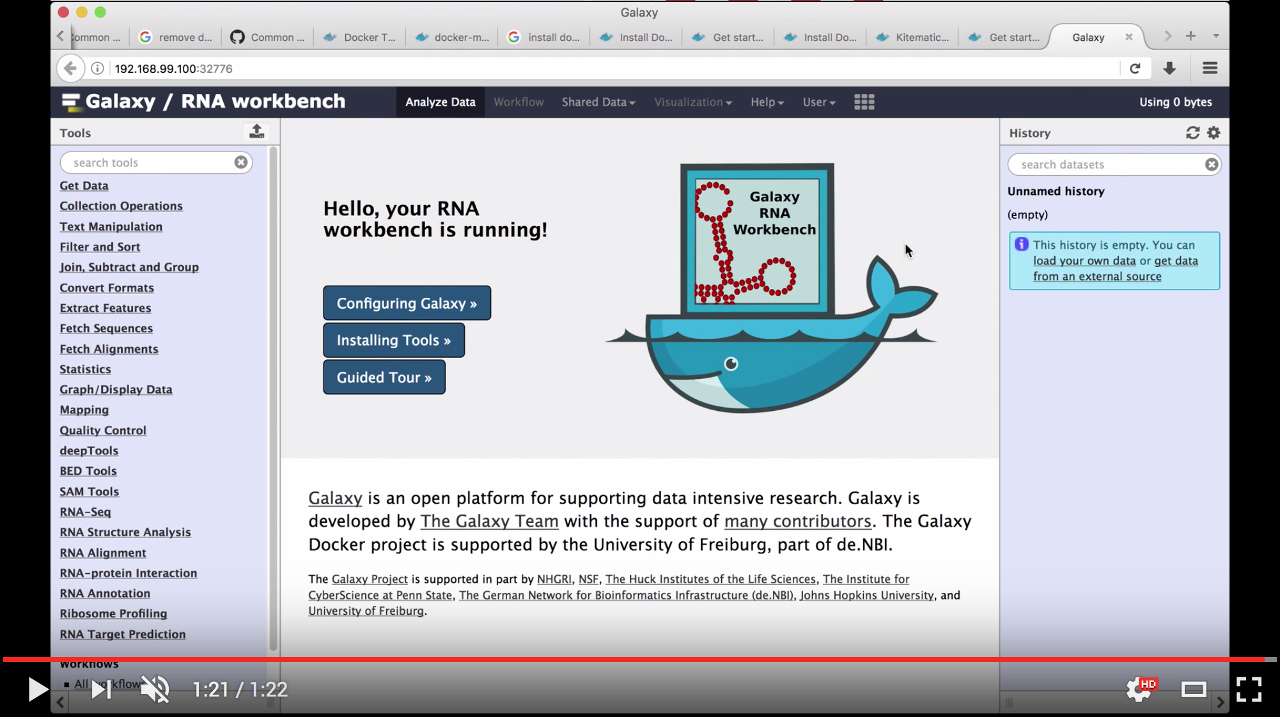 Galaxy
ommon ...
remove d...
Common ...
Docker T...
docker-m...
install do...
Install Do...
Get start...
Install Do...
Kitematic...
Get start...
Galaxy
192.168.99.100:32776
Galaxy / RNA workbench
Analyze Data
Workflow
Shared Data
Visualization
Help
User
Using 0 bytes
Tools
search tools
Get Data
Collection Operations
Text Manipulation
Filter and Sort
Join, Subtract and Group
Convert Formats
Extract Features
Fetch Sequences
Fetch Alignments
Statistics
Graph/Display Data
Mapping
Quality Control
deepTools
BED Tools
SAM Tools
RNA-Seq
RNA Structure Analysis
RNA Alignment
RNA-protein Interaction
RNA Annotation
Ribosome Profiling
RNA Target Prediction
Workflows
All workflows
Hello, your RNA
workbench is running!
Configuring Galaxy »
Installing Tools »
Guided Tour »
Galaxy
RNA
Workbench
Galaxy is an open platform for supporting data intensive research. Galaxy is
developed by The Galaxy Team with the support of many contributors. The Galaxy
Docker project is supported by the University of Freiburg, part of de.NBI.
The Galaxy Project is supported in part by NHGRI, NSF, The Huck Institutes of the Life Sciences, The Institute for
CyberScience at Penn State, The German Network for Bioinformatics Infrastructure (de.NBI), Johns Hopkins University, and
University of Freiburg.
History
search datasets
Unnamed history
(empty)
This history is empty. You can
load your own data or get data
from an external source
1:21 / 1:22
HD